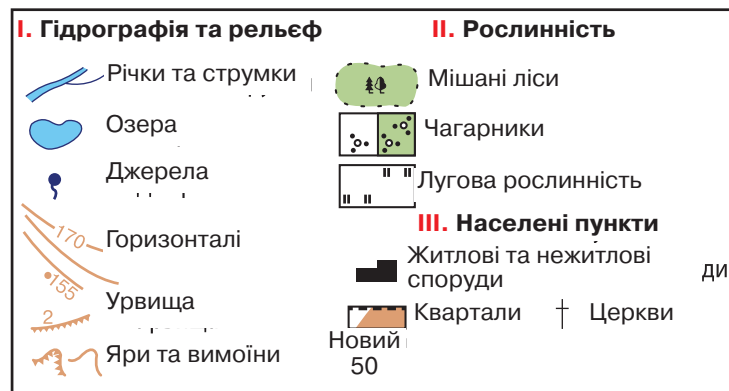 I. Гідрографія та рельєф
Річки та струмки
Озера
Джерела
170
Горизонталі
155
Урвища
2
Яри та вимоїни
II. Рослинність
Мішані ліси
Чагарники
Лугова рослинність
III. Населені пункти
Житлові та нежитлові
споруди
ди
Квартали
Церкви
Новий
50